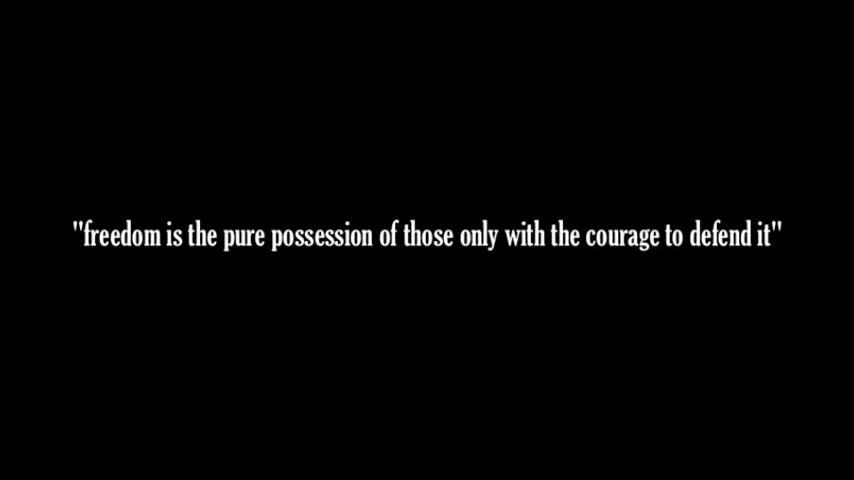 "freedom is the pure possession of those only with the courage to defend it"